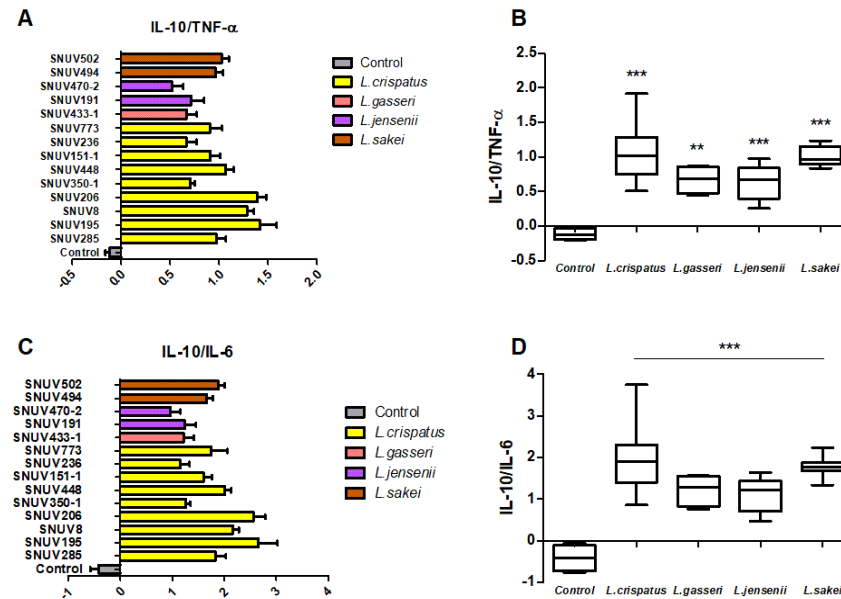 A
IL-10/TNF-α
SNUV502
SNUV494
SNUV470-2
SNUV191
SNUV433-1
SNUV773
SNUV236
SNUV151-1
SNUV448
SNUV350-1
SNUV206
SNUV8
SNUV195
SNUV285
Control
-0.5 0.0 0.5 1.0 1.5 2.0
Control
L.crispatus
L.gasseri
L.jensenii
L.sakei
B
IL-10/TNF-α
2.5
2.0
1.5
1.0
0.5
0.0
-0.5
***
**
***
***
Control L.crispatus L.gasseri L.jensenii L.sakei
C
IL-10/IL-6
SNUV502
SNUV494
SNUV470-2
SNUV191
SNUV433-1
SNUV773
SNUV236
SNUV151-1
SNUV448
SNUV350-1
SNUV206
SNUV8
SNUV195
SNUV285
Control
-1 0 1 2 3 4
Control
L.crispatus
L.gasseri
L.jensenii
L.sakei
D
IL-10/IL-6
4
3
2
1
0
-1
***
Control L.crispatus L.gasseri L.jensenii L.sakei